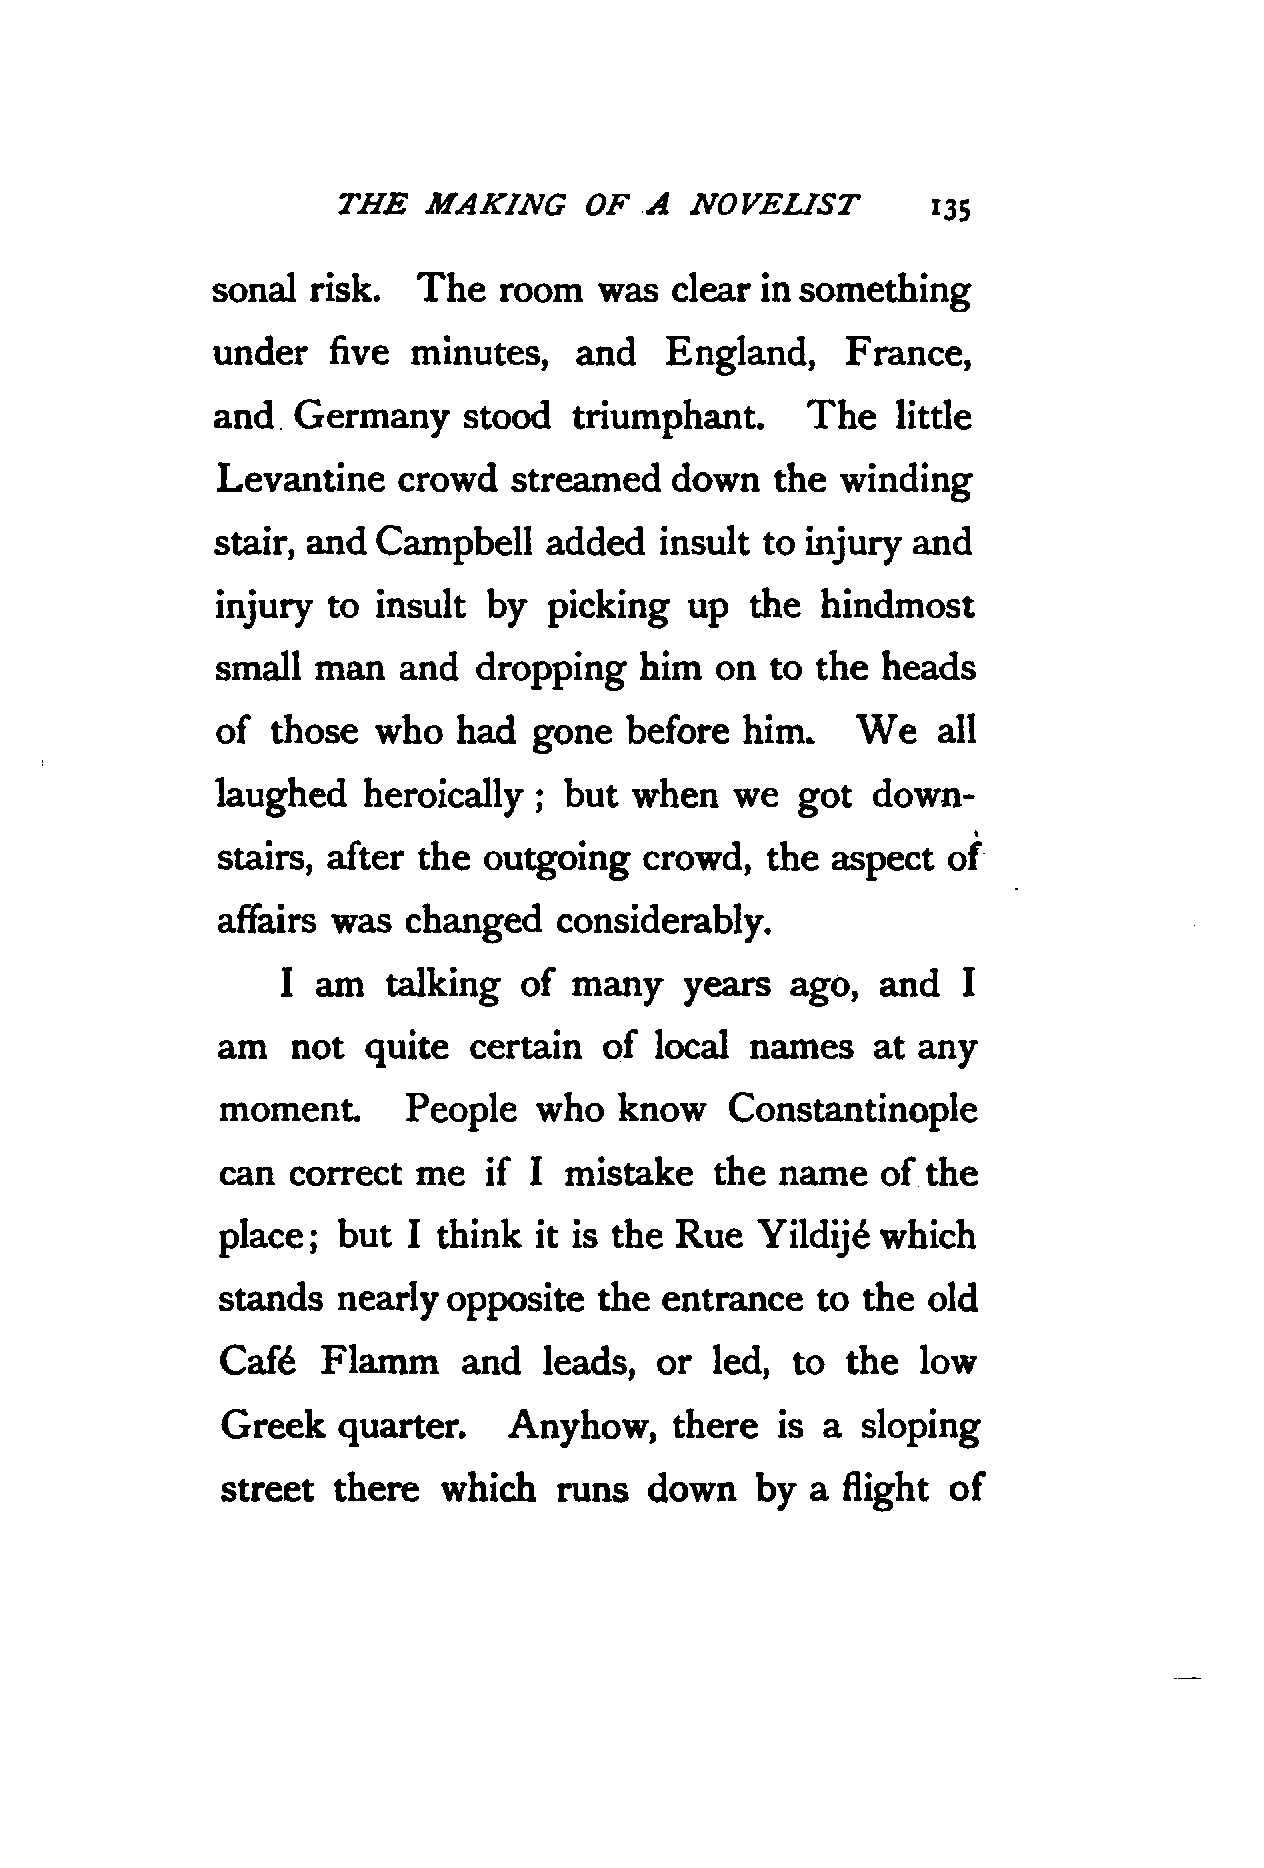 THE MAKING OF A NOVELIST 135
sonal risk. The room was clear in something
under five minutes, and England, France,
and Germany stood triumphant. The little
Levantine crowd streamed down the winding
stair, and Campbell added insult to injury and
injury to insult by picking up the hindmost
small man and dropping him on to the heads
of those who had gone before him. We all
laughed heroically ; but when we got down-
stairs, after the outgoing crowd, the aspect of
affairs was changed considerably.
I am talking of many years ago, and I
am not quite certain of local names at any
moment. People who know Constantinople
can correct me if I mistake the name of the
place; but I think it is the Rue Yildijé which
stands nearly opposite the entrance to the old
Café Flamm and leads, or led, to the low
Greek quarter. Anyhow, there is a sloping
street there which runs down by a flight of